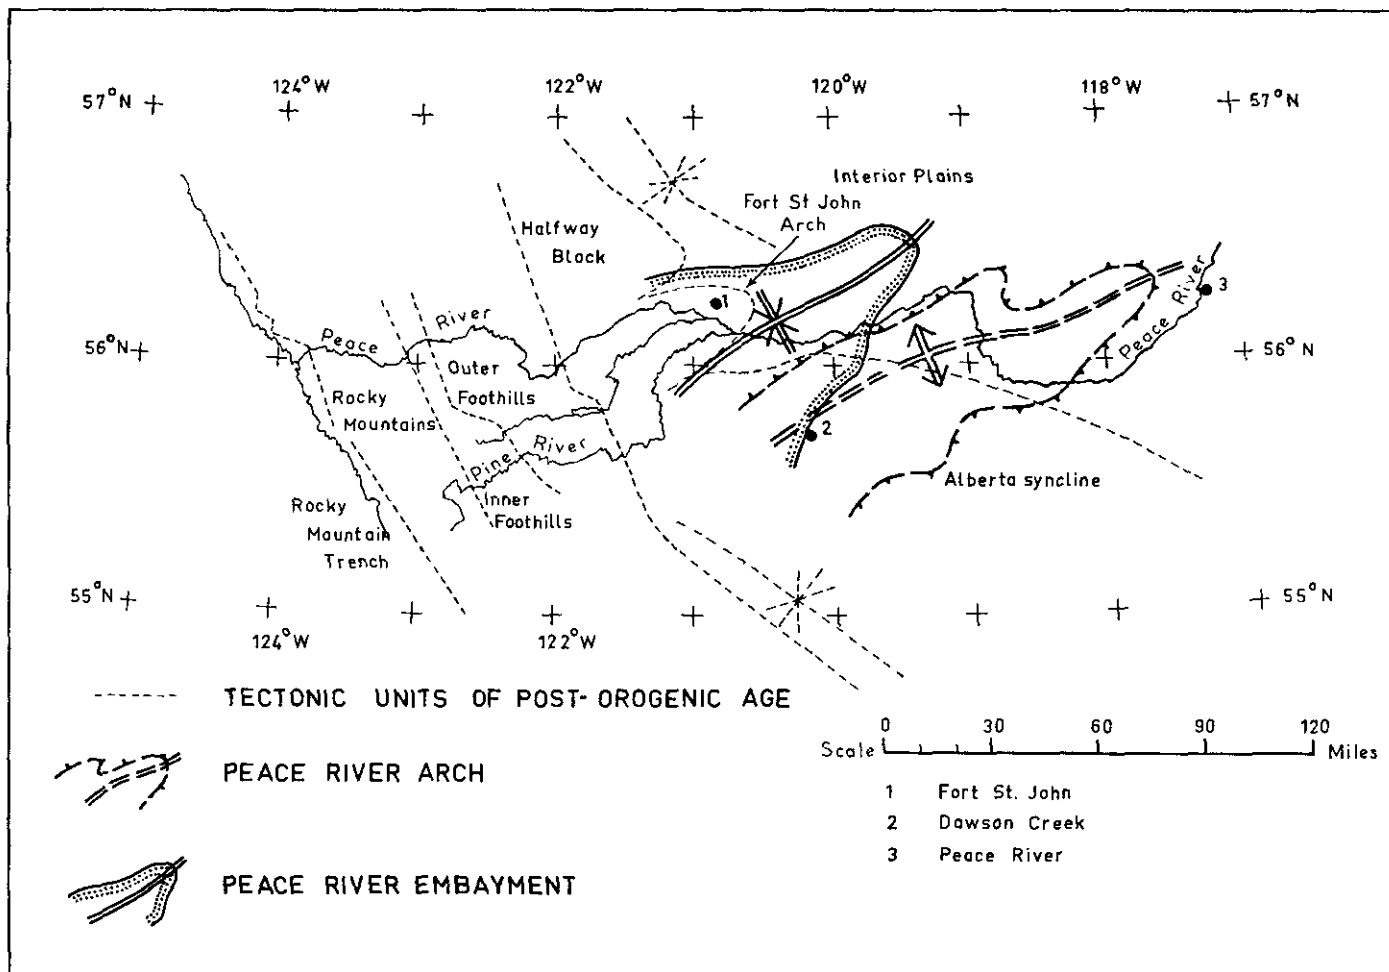 124°W
122°W
120°W
118°W
57°N
57°N
Interior Plains
Fort St John
Arch
Halfway
Block
1
3
Peace
River
River
Peace
56°N
56°N
Outer
Foothills
Rocky
Mountains
2
River
Pine
Alberta syncline
Inner
Foothills
Rocky
Mountain
Trench
55°N
55°N
124°W
122°W
TECTONIC UNITS OF POST-OROGENIC AGE
0 30 60 90 120
Scale Miles
PEACE RIVER ARCH
1 Fort St. John
2 Dawson Creek
3 Peace River
PEACE RIVER EMBAYMENT